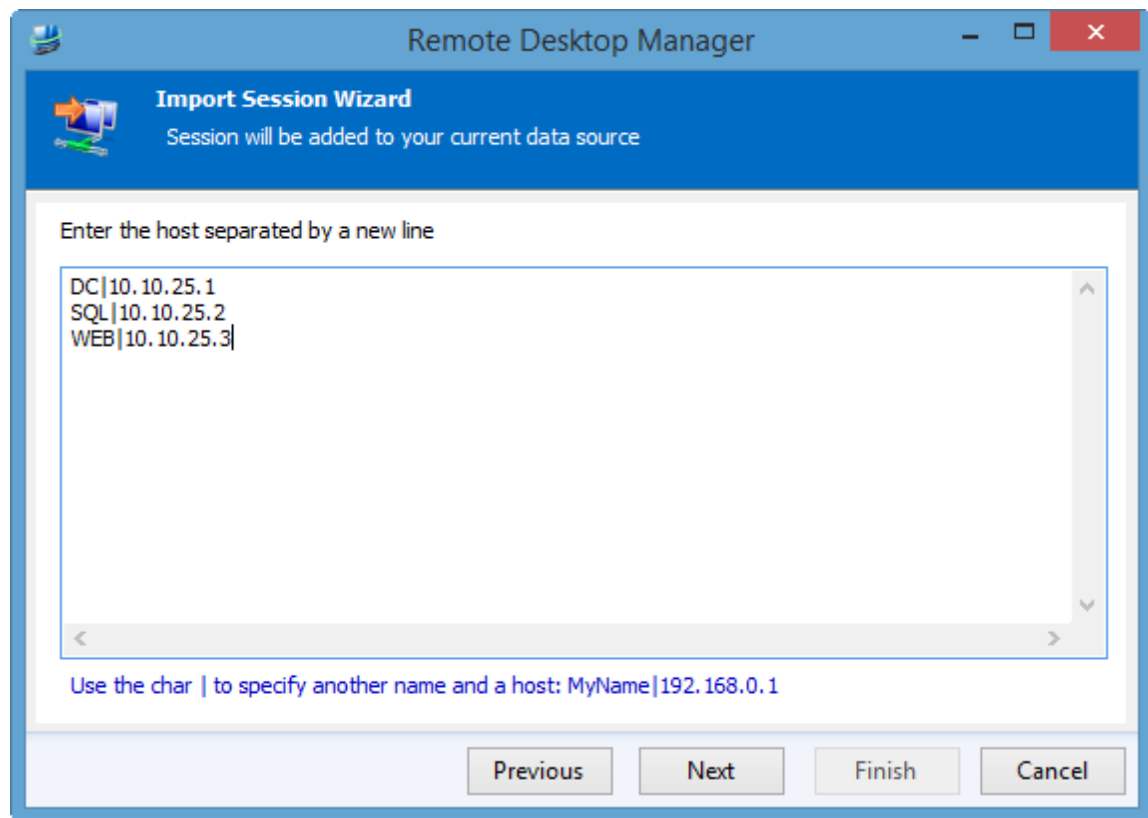 Remote Desktop Manager
Import Session Wizard
Session will be added to your current data source
Enter the host separated by a new line
DC|10.10.25.1
SQL|10.10.25.2
WEB|10.10.25.3
Use the char | to specify another name and a host: MyName|192.168.0.1
Previous Next Finish Cancel